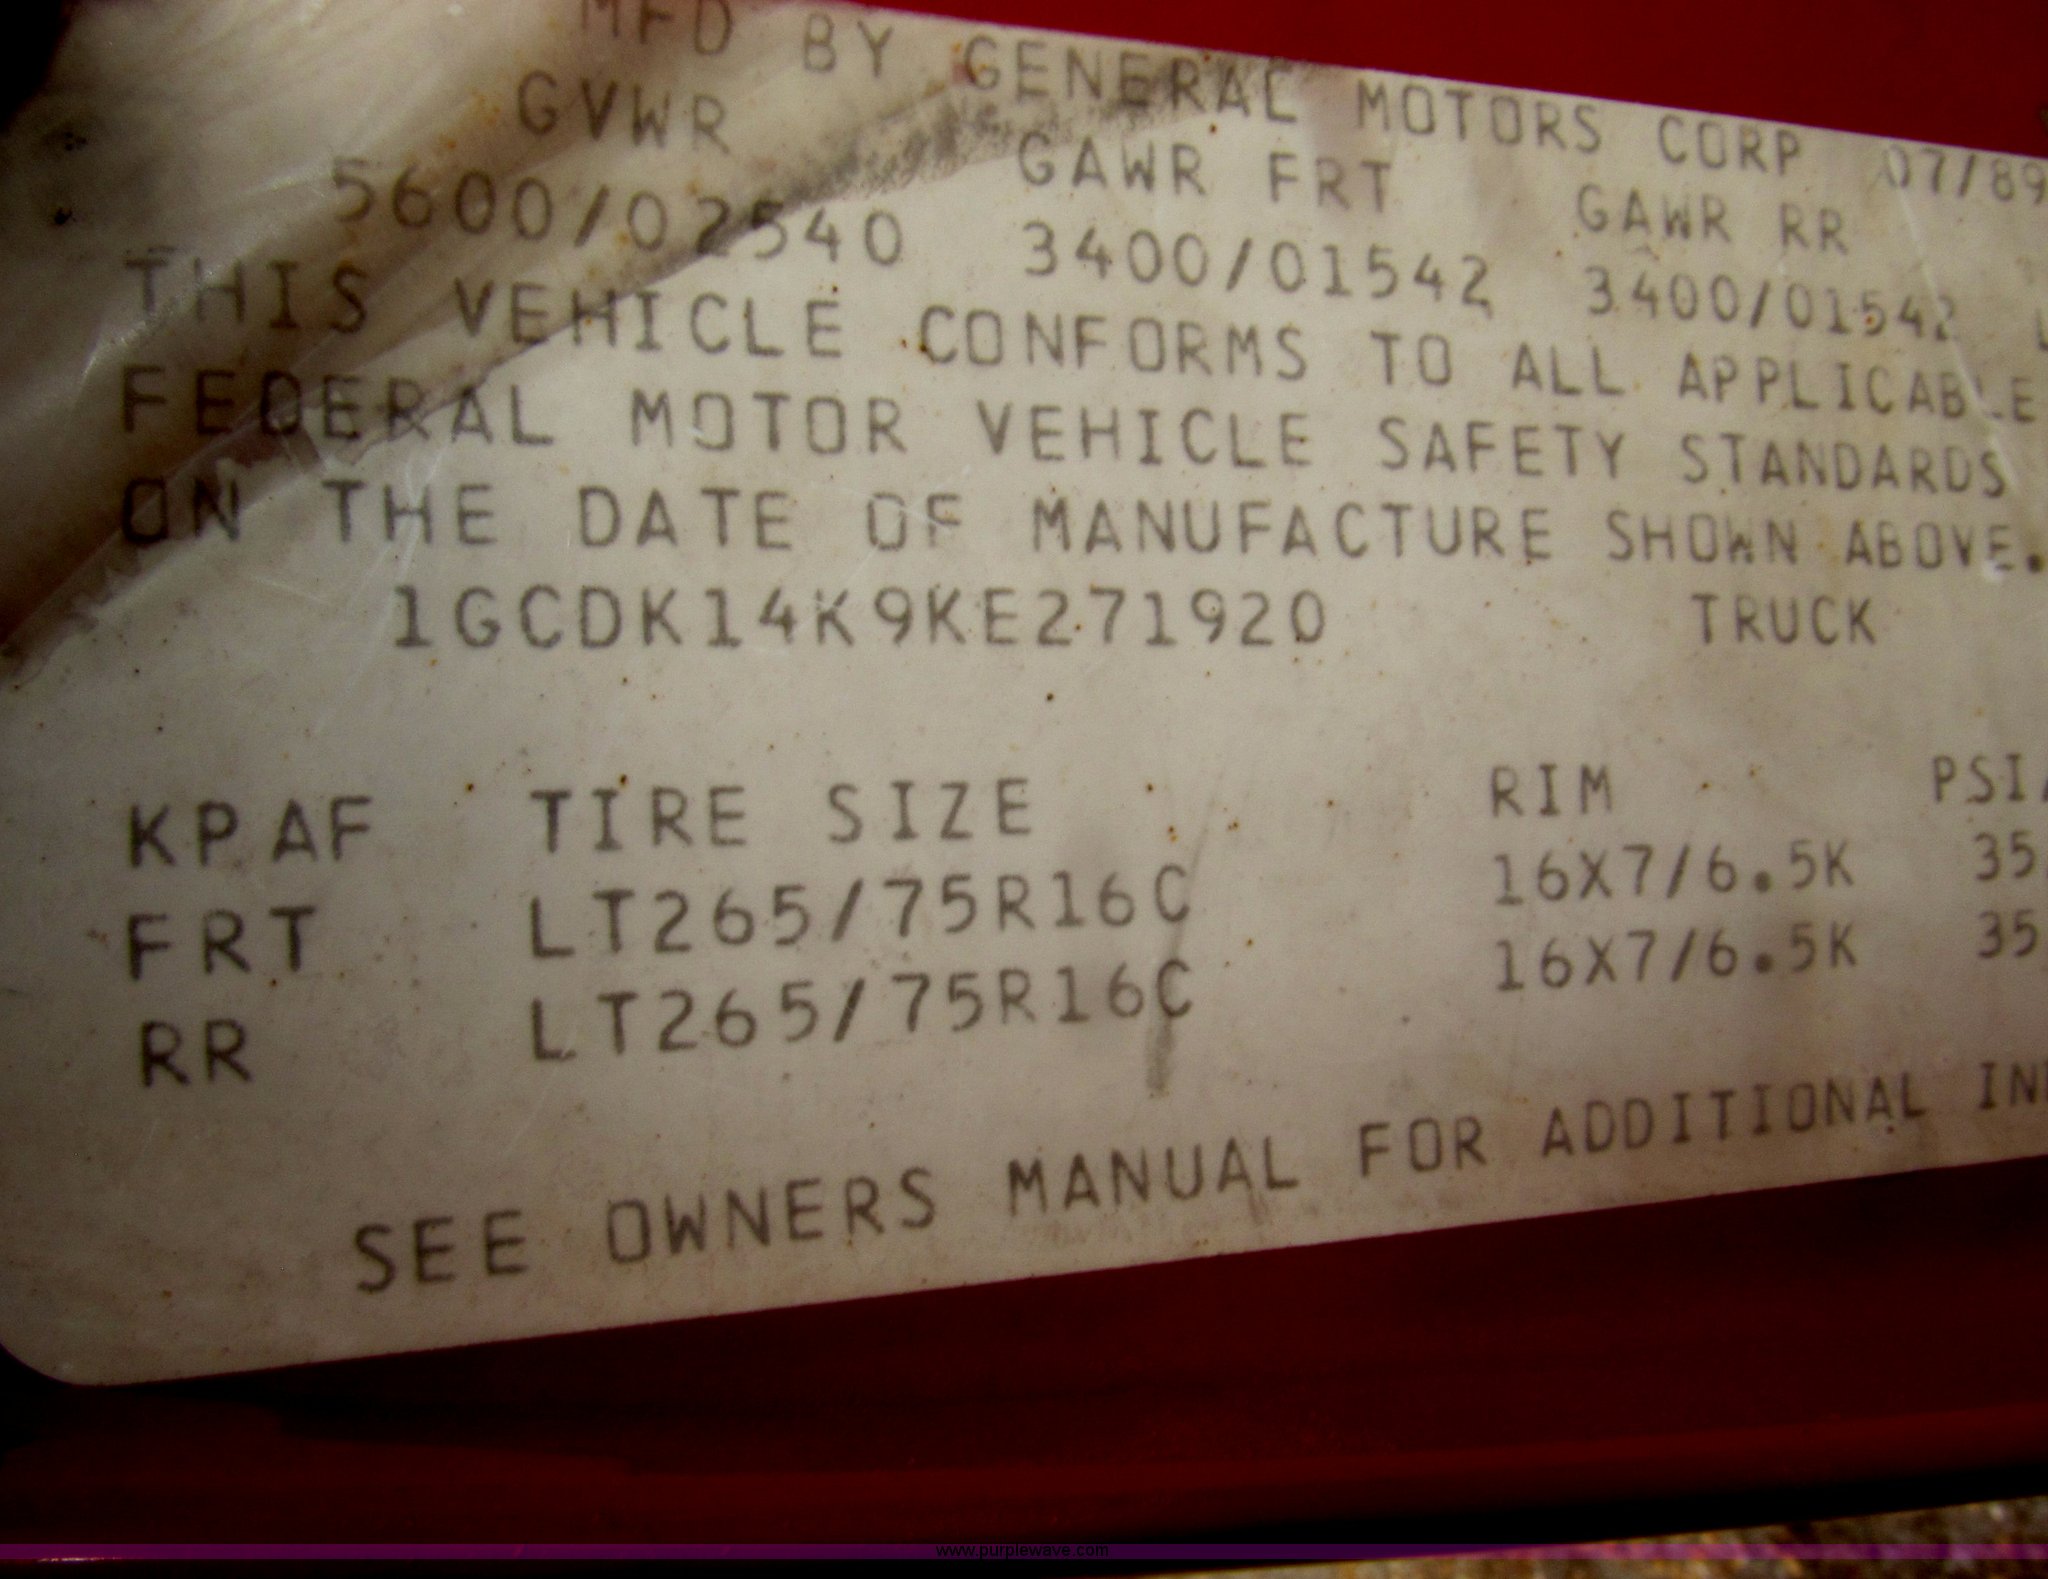 MFD BY GENERAL MOTORS CORP 07/89
GVWR GAWR FRT GAWR RR
5600/02540 3400/01542 3400/01542
THIS VEHICLE CONFORMS TO ALL APPLICABLE
FEDERAL MOTOR VEHICLE SAFETY STANDARDS
ON THE DATE OF MANUFACTURE SHOWN ABOVE.
1GCDK14K9KE271920 TRUCK
KPAF TIRE SIZE RIM PSI/
FRT LT265/75R16C 16X7/6.5K 35
RR LT265/75R16C 16X7/6.5K 35
SEE OWNERS MANUAL FOR ADDITIONAL
www.purplewave.com